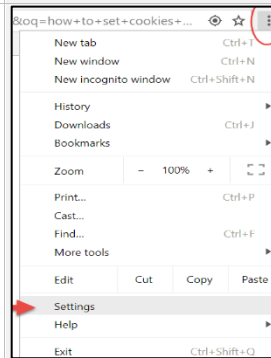 &oq=how+to+set+cookies+...
New tab Ctrl+T
New window Ctrl+N
New incognito window Ctrl+Shift+N
History
Downloads Ctrl+J
Bookmarks
Zoom - 100% +
Print... Ctrl+P
Cast...
Find... Ctrl+F
More tools
Edit Cut Copy Paste
Settings
Help
Exit Ctrl+Shift+Q